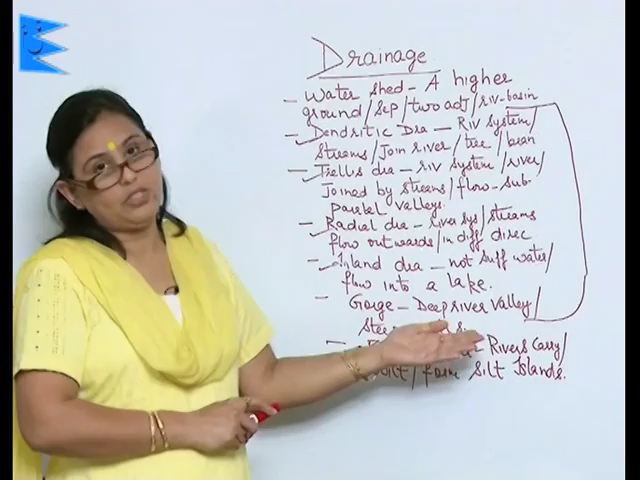 Drainage
- Water shed - A higher
ground/sep/two adj/riv-basin
- Dendritic Dra - Riv system/
streams/Join river/tree/bran
- Trellis dra - riv system/river/
Joined by streams/flow-sub-
Parallel valleys.
- Radial dra - river sys/streams
flow outwards/in diff direc
- Inland dra - not suff water/
flow into a lake.
- Gorge - Deep river Valley/
Rivers Carry/
form Silt Islands.